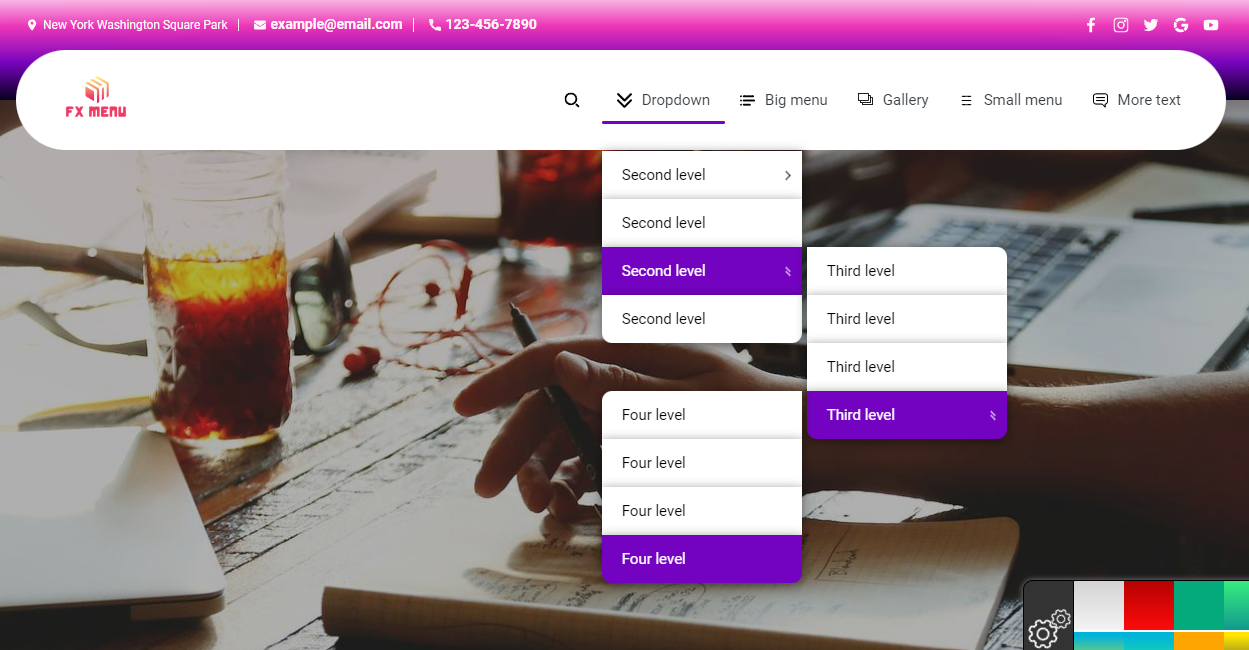 New York Washington Square Park
example@email.com
123-456-7890
FX MENU
Dropdown
Big menu
Gallery
Small menu
More text
Second level
Second level
Second level
Second level
Third level
Third level
Third level
Third level
Four level
Four level
Four level
Four level